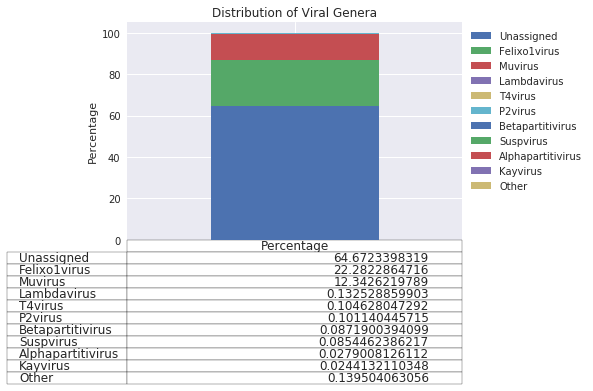 Distribution of Viral Genera
100
80
60
40
20
0
Percentage
Unassigned
Felixo1virus
Muvirus
Lambdavirus
T4virus
P2virus
Betapartitivirus
Suspvirus
Alphapartitivirus
Kayvirus
Other
Percentage
Unassigned 64.6723398319
Felixo1virus 22.2822864716
Muvirus 12.3426219789
Lambdavirus 0.132528859903
T4virus 0.104628047292
P2virus 0.101140445715
Betapartitivirus 0.0871900394099
Suspvirus 0.0854462386217
Alphapartitivirus 0.0279008126112
Kayvirus 0.0244132110348
Other 0.139504063056